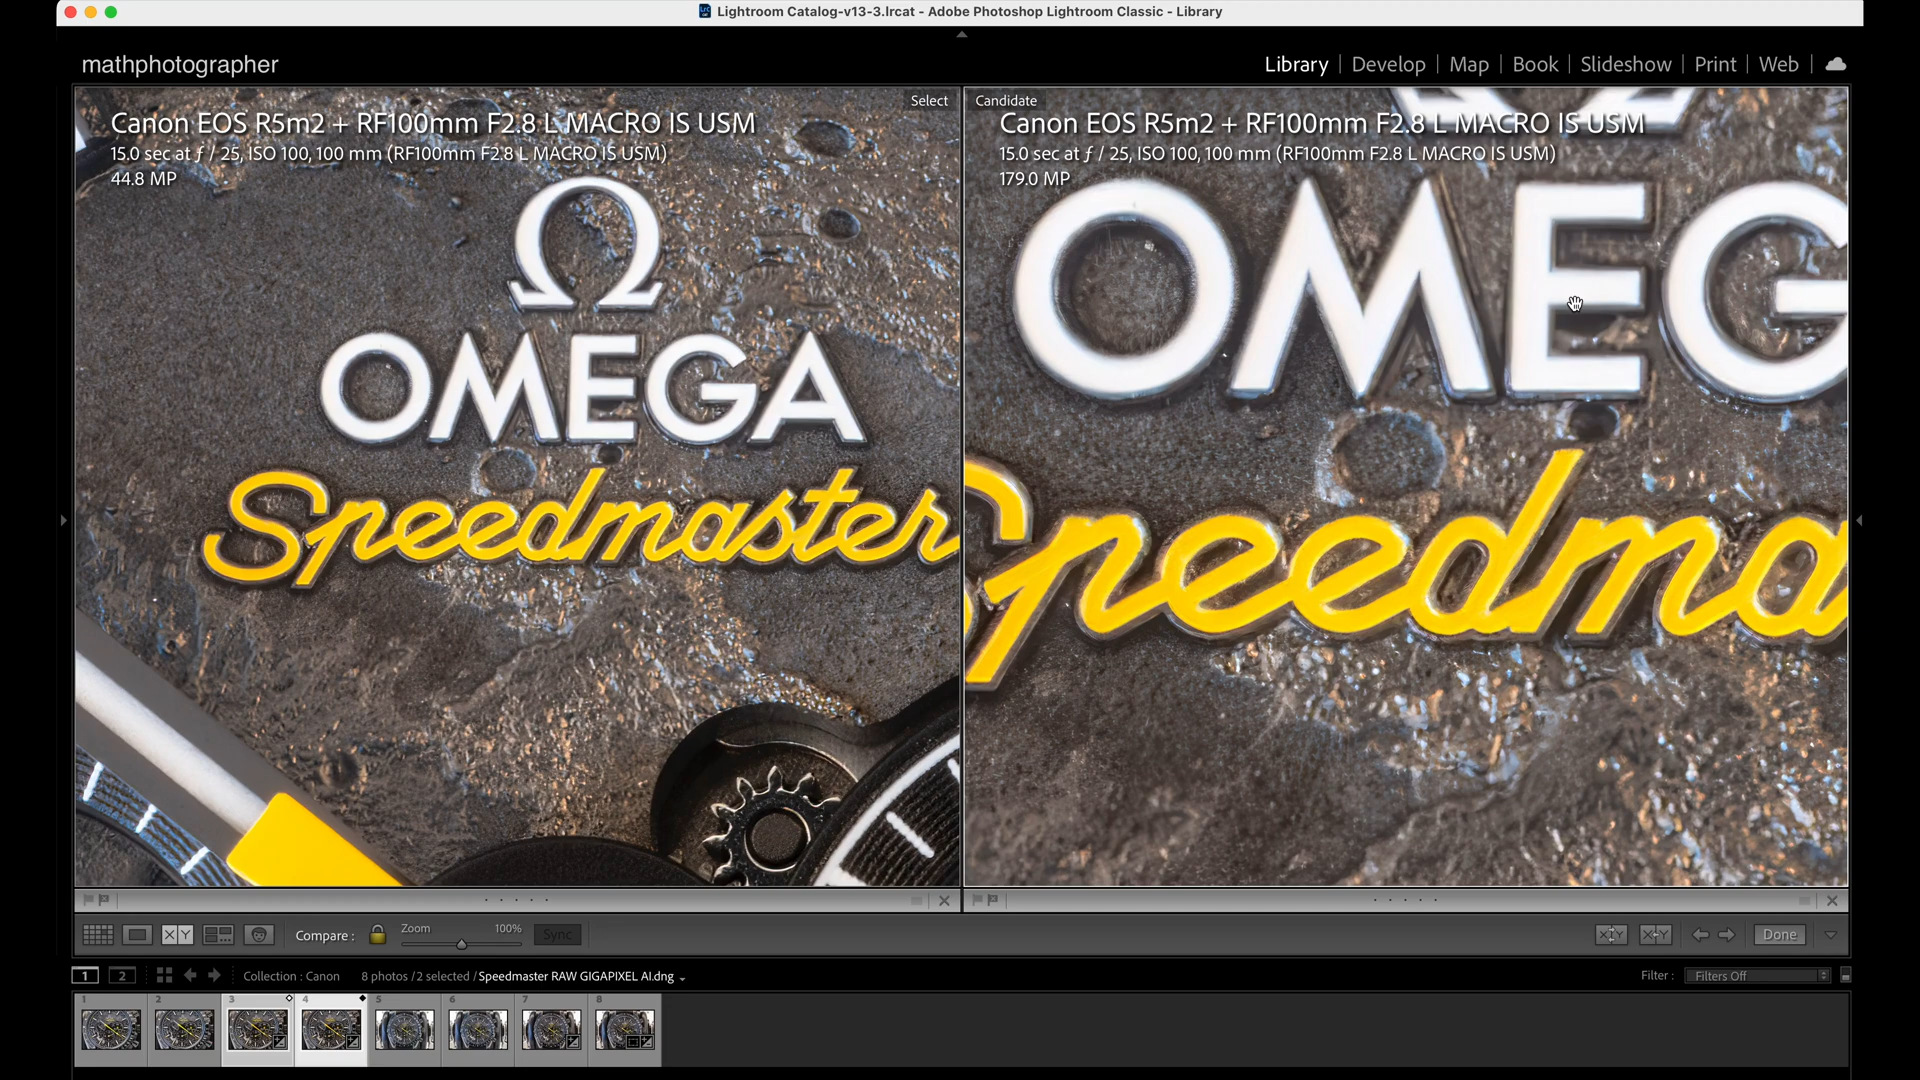 Lightroom Catalog-v13-3.lrcat - Adobe Photoshop Lightroom Classic - Library
mathphotographer
Library | Develop | Map | Book | Slideshow | Print | Web
Select
Canon EOS R5m2 + RF100mm F2.8 L MACRO IS USM
15.0 sec at ƒ / 25, ISO 100, 100 mm (RF100mm F2.8 L MACRO IS USM)
44.8 MP
Ω
OMEGA
Speedmaster
Candidate
Canon EOS R5m2 + RF100mm F2.8 L MACRO IS USM
15.0 sec at ƒ / 25, ISO 100, 100 mm (RF100mm F2.8 L MACRO IS USM)
179.0 MP
OMEG
Speedma
X Y
Compare :
Zoom 100%
Sync
Done
1 2
Collection : Canon
8 photos / 2 selected / Speedmaster RAW GIGAPIXEL AI.dng
Filter :
Filters Off
1 2 3 4 5 6 7 8